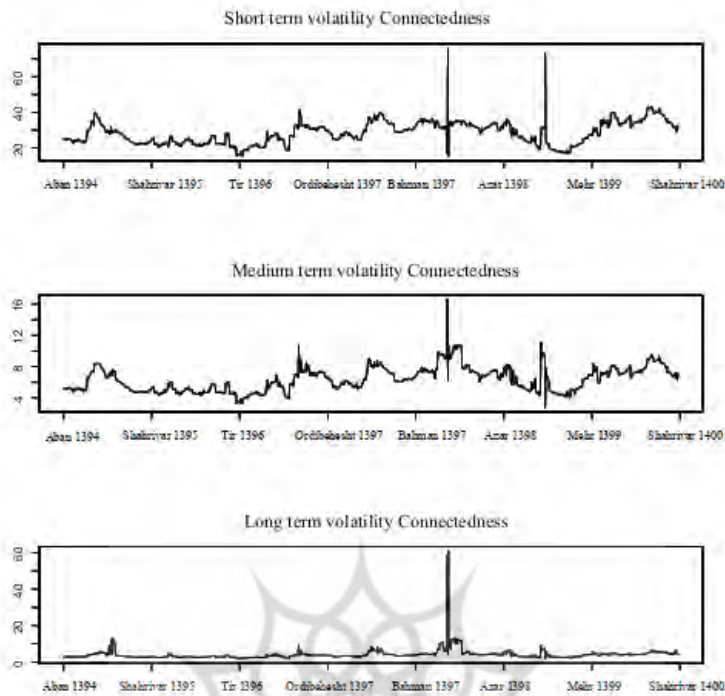 Short term volatility Connectedness
60
40
20
Aban 1394 Shahrivar 1395 Tir 1396 Ordibehesht 1397 Bahman 1397 Azar 1398 Mehr 1399 Shahrivar 1400
Medium term volatility Connectedness
16
12
8
4
Aban 1394 Shahrivar 1395 Tir 1396 Ordibehesht 1397 Bahman 1397 Azar 1398 Mehr 1399 Shahrivar 1400
Long term volatility Connectedness
60
40
20
0
Aban 1394 Shahrivar 1395 Tir 1396 Ordibehesht 1397 Bahman 1397 Azar 1398 Mehr 1399 Shahrivar 1400